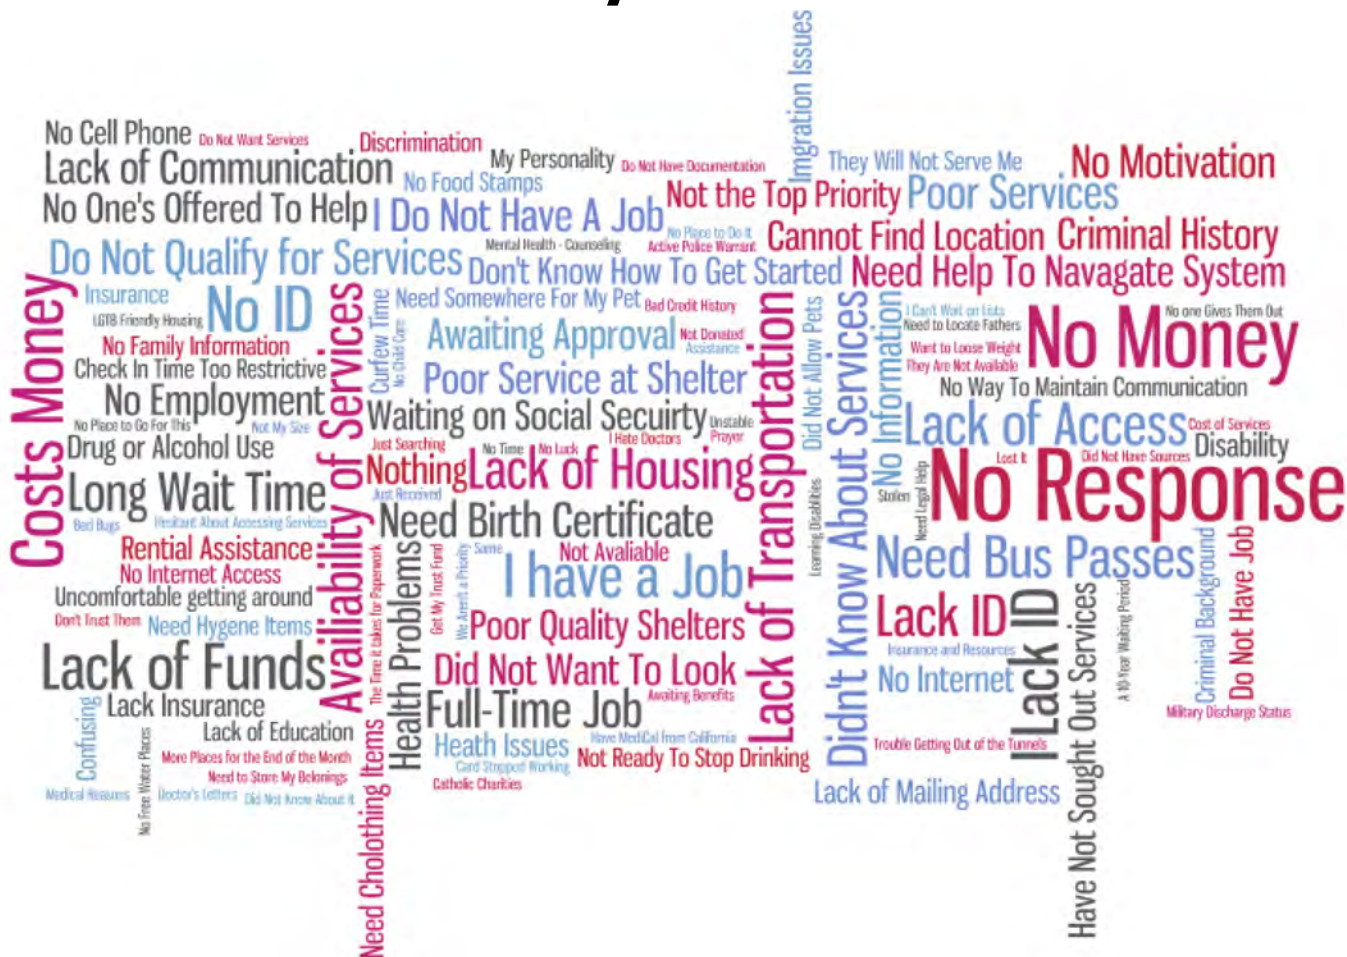 Imgration Issues
No Cell Phone
Do Not Want Services
Discrimination
My Personality
Do Not Have Documentation
They Will Not Serve Me
No Motivation
Lack of Communication
No Food Stamps
Not the Top Priority
Poor Services
No One's Offered To Help
I Do Not Have A Job
No Place to Do It
Mental Health - Counseling
Active Police Warrant
Cannot Find Location
Criminal History
Do Not Qualify for Services
Don't Know How To Get Started
Need Help To Navagate System
Costs Money
Insurance
No ID
LGTB Friendly Housing
Availiability of Services
Curfew Time
No Child Care
Need Somewhere For My Pet
Bad Credit History
Lack of Transportation
Did Not Allow Pets
Didn't Know About Services
No Information
I Can't Wait on Lists
Need to Locate Fathers
No one Gives Them Out
No Money
No Family Information
Awaiting Approval
Not Donated
Assistance
Want to Loose Weight
They Are Not Available
Check In Time Too Restrictive
Poor Service at Shelter
No Way To Maintain Communication
No Employment
Waiting on Social Secuirty
Unstable
Prayor
Lack of Access
Cost of Services
No Place to Go For This
Not My Size
Disability
Drug or Alcohol Use
Just Searching
No Time
No Luck
I Hate Doctors
Lost It
Did Not Have Sources
Nothing
Lack of Housing
No Response
Long Wait Time
Just Received
Learning Disablities
Stolen
Need Legal Help
Bed Bugs
Hesitant About Accessing Services
Need Birth Certificate
Rential Assistance
The Time it takes for Paperwork
Health Problems
Get My Trust Fund
We Aren't a Priority
Same
Not Avaliable
Need Bus Passes
Criminal Background
Do Not Have Job
No Internet Access
I have a Job
Uncomfortable getting around
Lack ID
I Lack ID
Have Not Sought Out Services
A 10-Year Waiting Period
Don't Trust Them
Need Hygene Items
Poor Quality Shelters
Insurance and Resources
Lack of Funds
Did Not Want To Look
No Internet
Awaiting Benefits
Confusing
Lack Insurance
Full-Time Job
Military Discharge Status
Need Cholothing Items
No Free Water Places
Lack of Education
Heath Issues
Have MediCal from California
Trouble Getting Out of the Tunnels
More Places for the End of the Month
Card Stopped Working
Not Ready To Stop Drinking
Need to Store My Belonings
Catholic Charities
Medical Reasons
Doctor's Letters
Did Not Know About It
Lack of Mailing Address